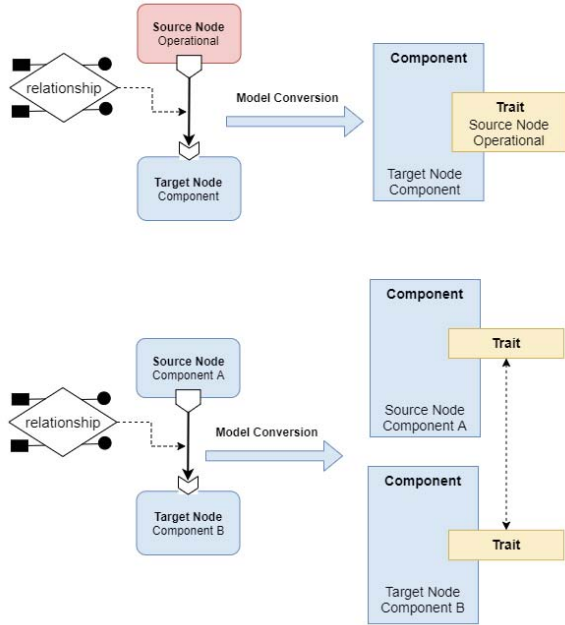 Source Node
Operational
relationship
Model Conversion
Target Node
Component
Component
Trait
Source Node
Operational
Target Node
Component
Source Node
Component A
relationship
Model Conversion
Target Node
Component B
Component
Trait
Source Node
Component A
Component
Trait
Target Node
Component B